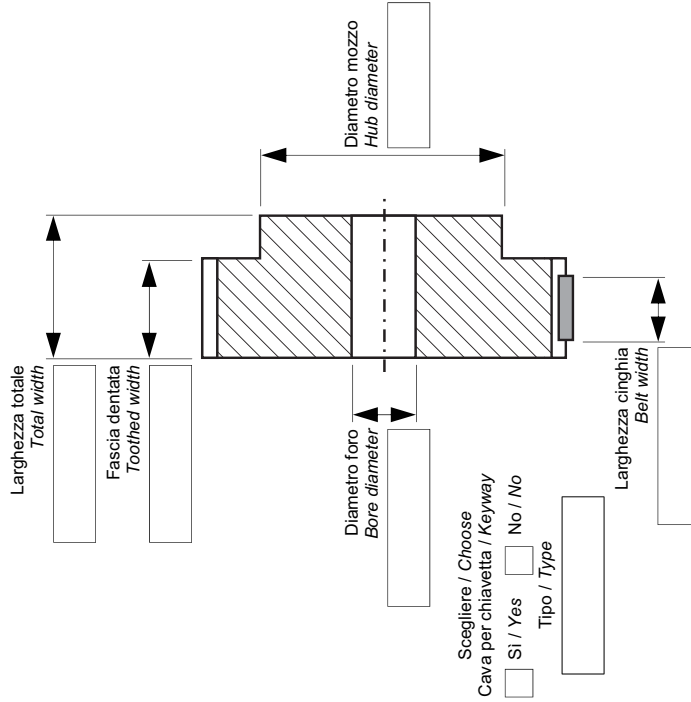 Larghezza totale
Total width
Fascia dentata
Toothed width
Diametro foro
Bore diameter
Diametro mozzo
Hub diameter
Scegliere / Choose
Cava per chiavetta / Keyway
Sì / Yes
No / No
Tipo / Type
Larghezza cinghia
Belt width